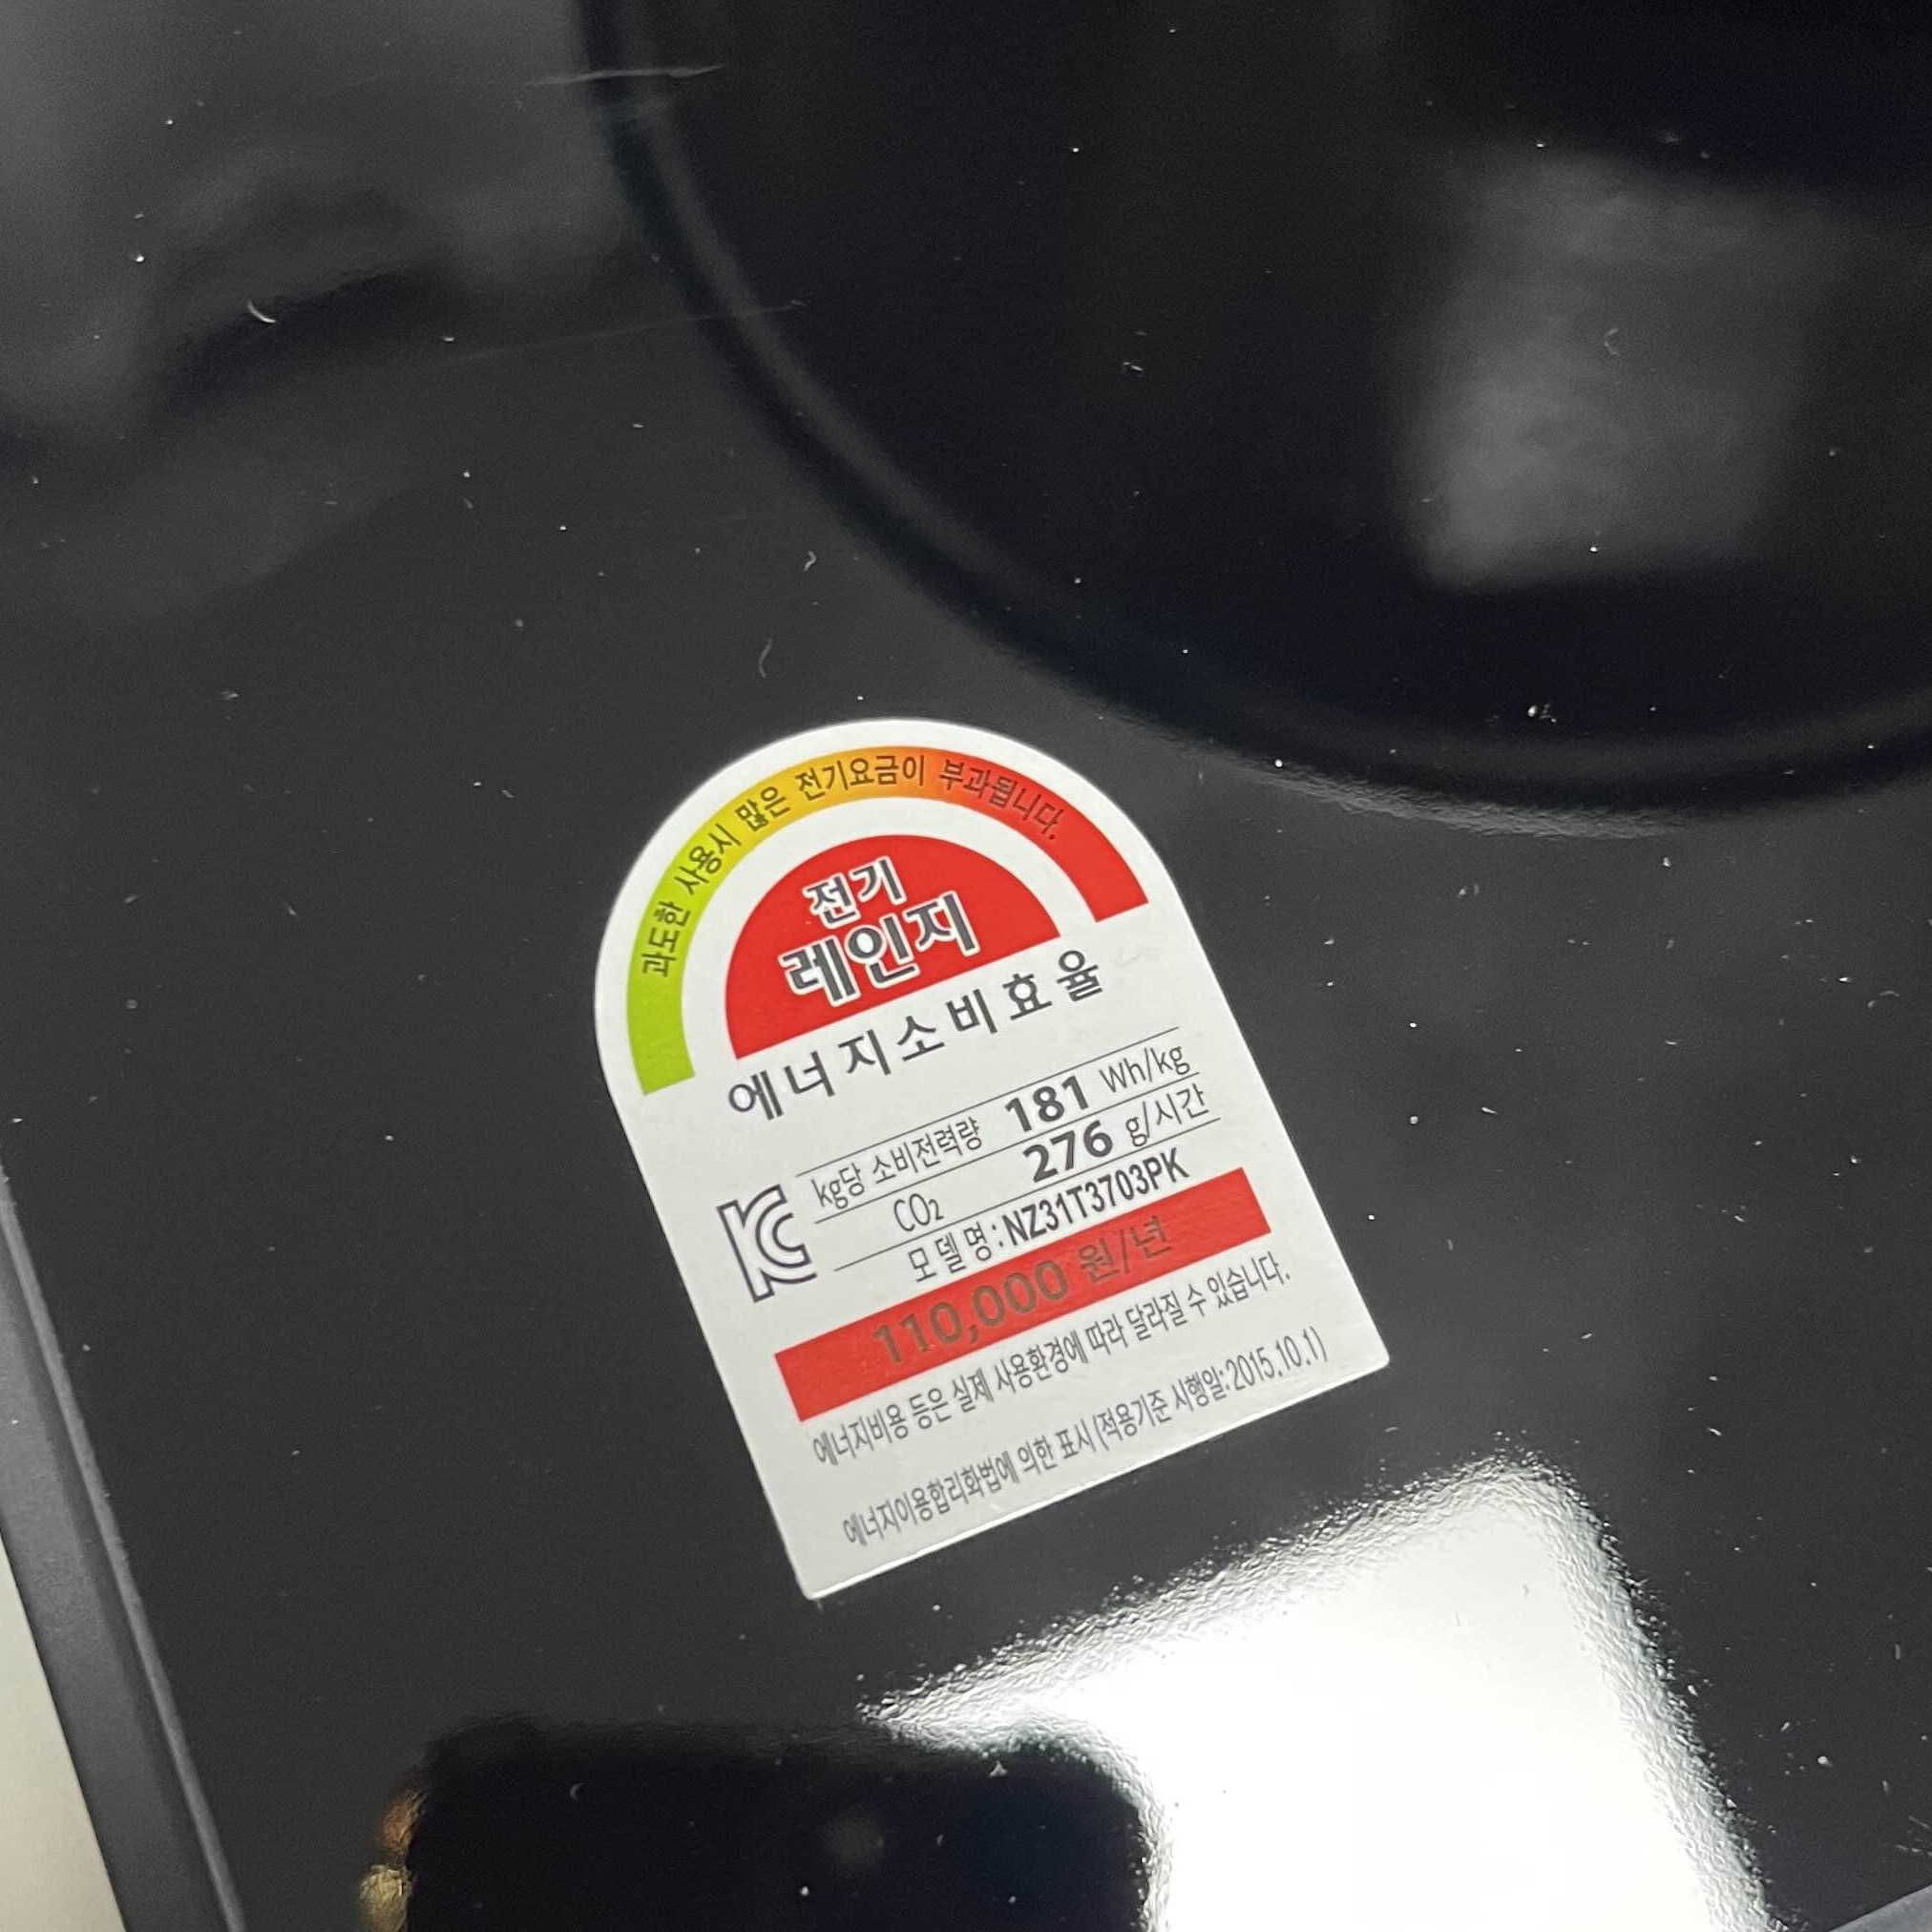 과도한 사용시 많은 전기요금이 부과됩니다.
전기
레인지
에너지소비효율
kg당 소비전력량 181 Wh/kg
CO₂ 276 g/시간
모델명:NZ31T3703PK
110,000 원/년
에너지비용 등은 실제 사용환경에 따라 달라질 수 있습니다.
에너지이용합리화법에 의한 표시(적용기준 시행일:2015.10.1)